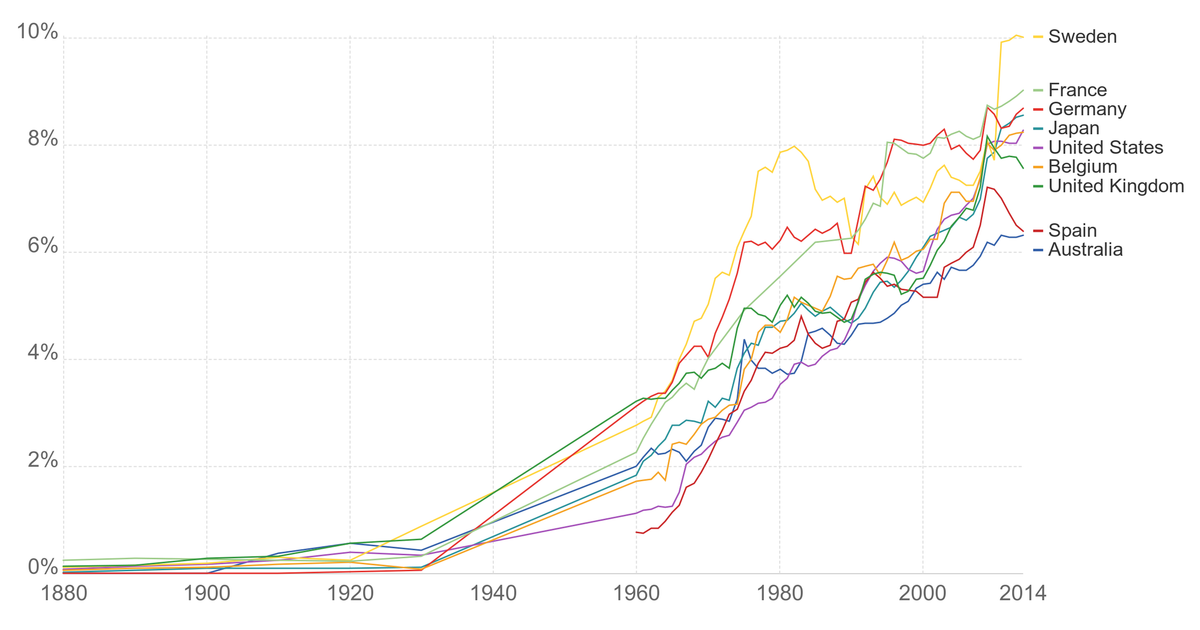 10%
8%
6%
4%
2%
0%
1880 1900 1920 1940 1960 1980 2000 2014
Sweden
France
Germany
Japan
United States
Belgium
United Kingdom
Spain
Australia